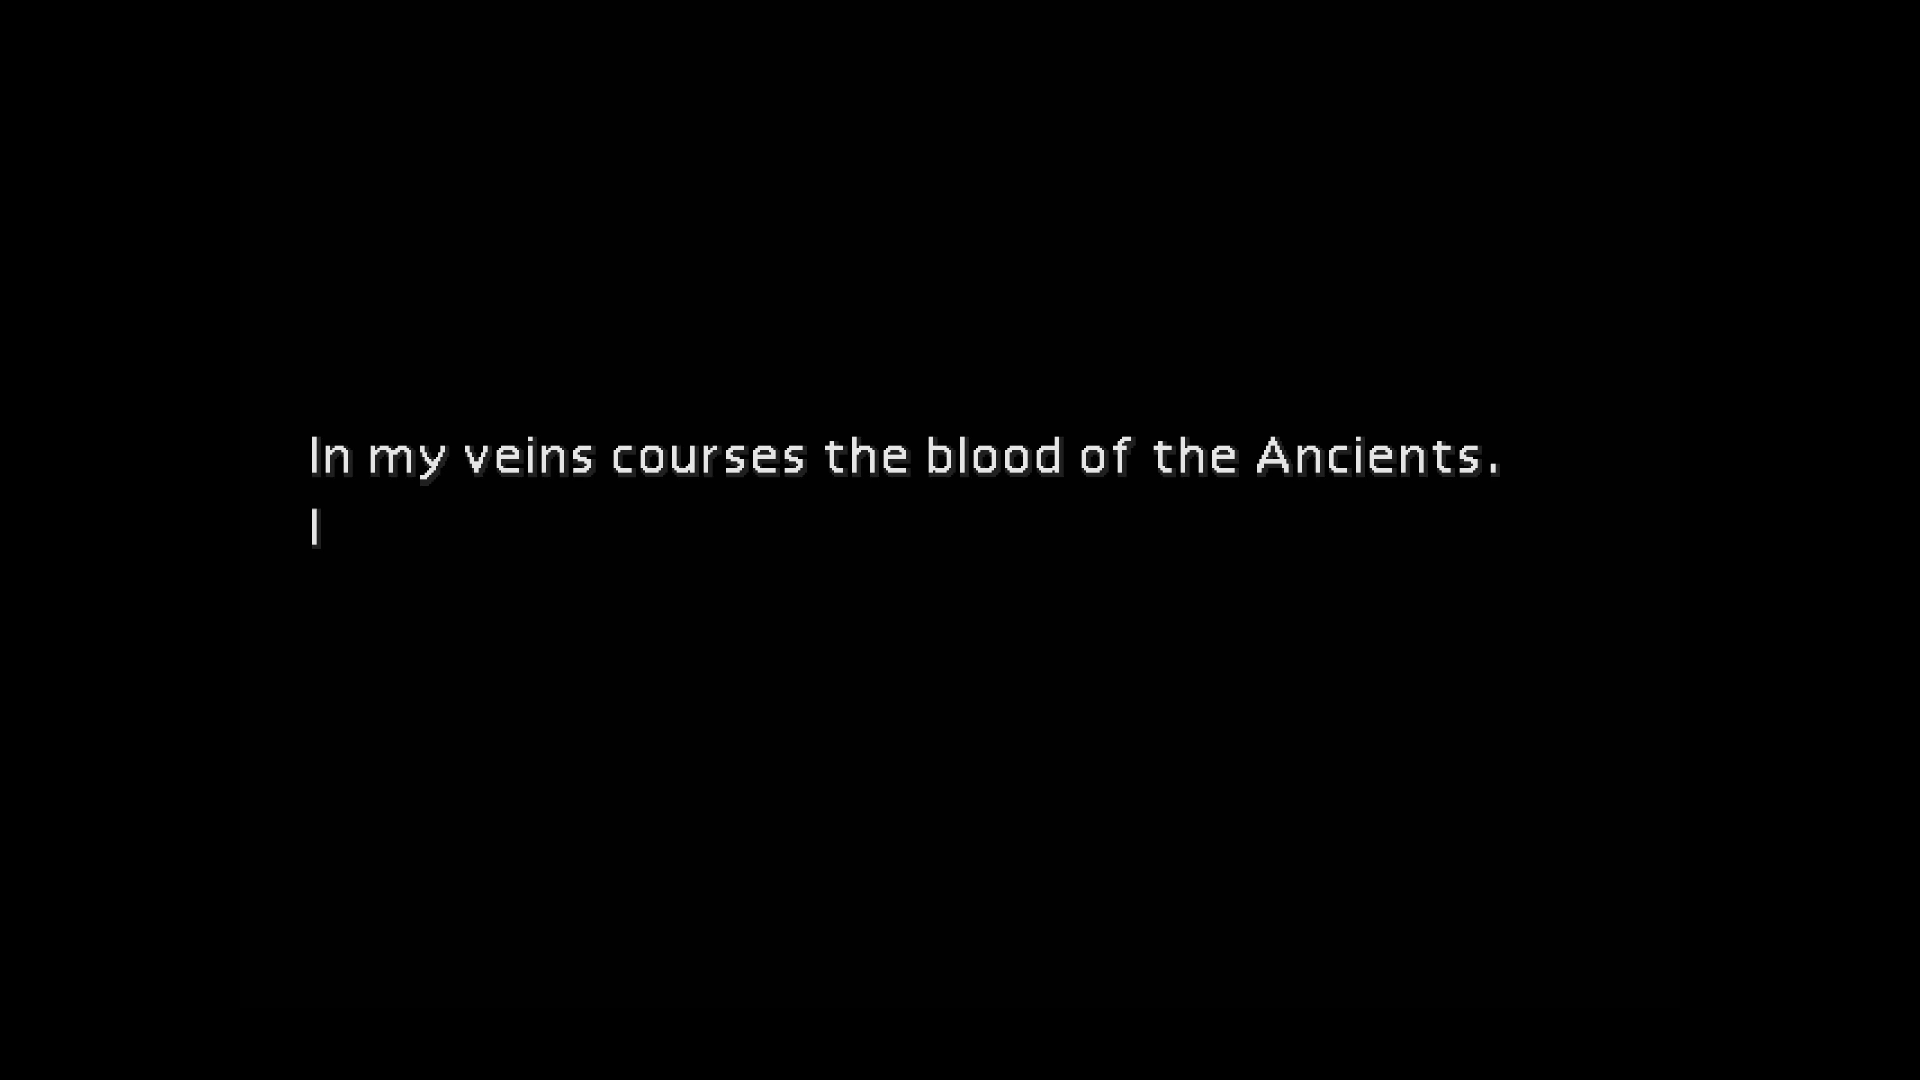 In my veins courses the blood of the Ancients.
I